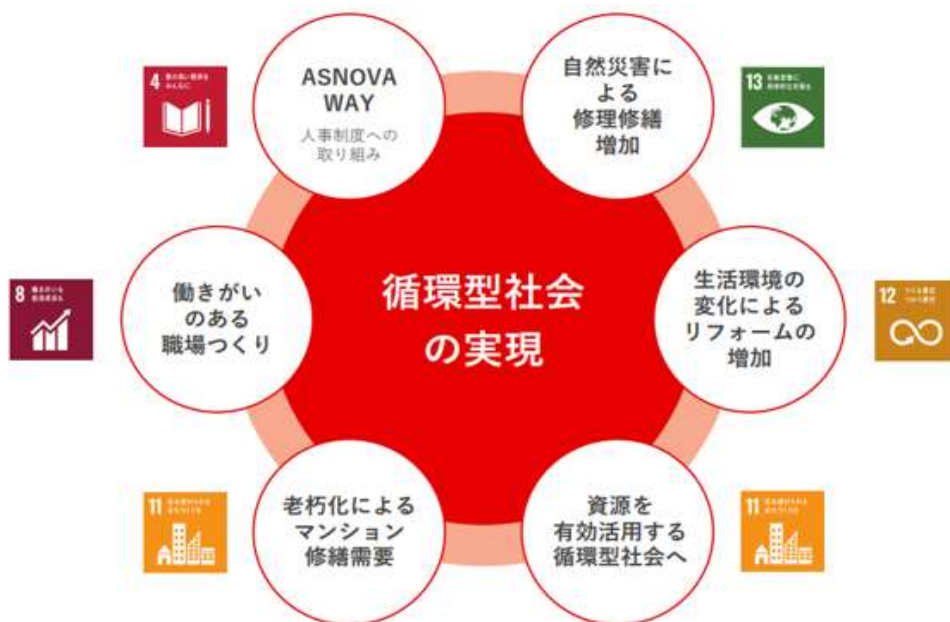 循環型社会
の実現
ASNOVA
WAY
人事制度への
取り組み
自然災害に
よる
修理修繕
増加
生活環境の
変化による
リフォームの
増加
資源を
有効活用する
循環型社会へ
老朽化による
マンション
修繕需要
働きがい
のある
職場つくり
4
13
8
12
11
11